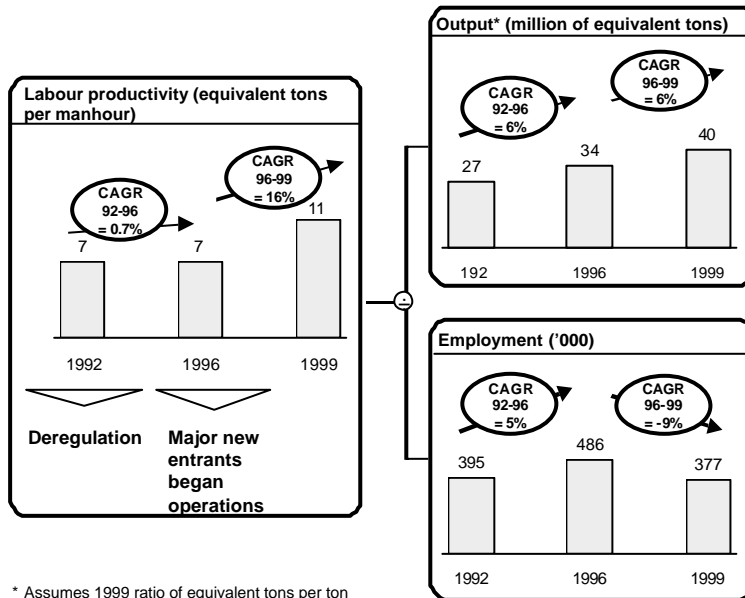 Labour productivity (equivalent tons
per manhour)
CAGR
92-96
= 0.7%
CAGR
96-99
= 16%
7
7
11
1992
1996
1999
Deregulation
Major new
entrants
began
operations
÷
Output* (million of equivalent tons)
CAGR
92-96
= 6%
CAGR
96-99
= 6%
27
34
40
192
1996
1999
Employment ('000)
CAGR
92-96
= 5%
CAGR
96-99
= -9%
395
486
377
1992
1996
1999
* Assumes 1999 ratio of equivalent tons per ton